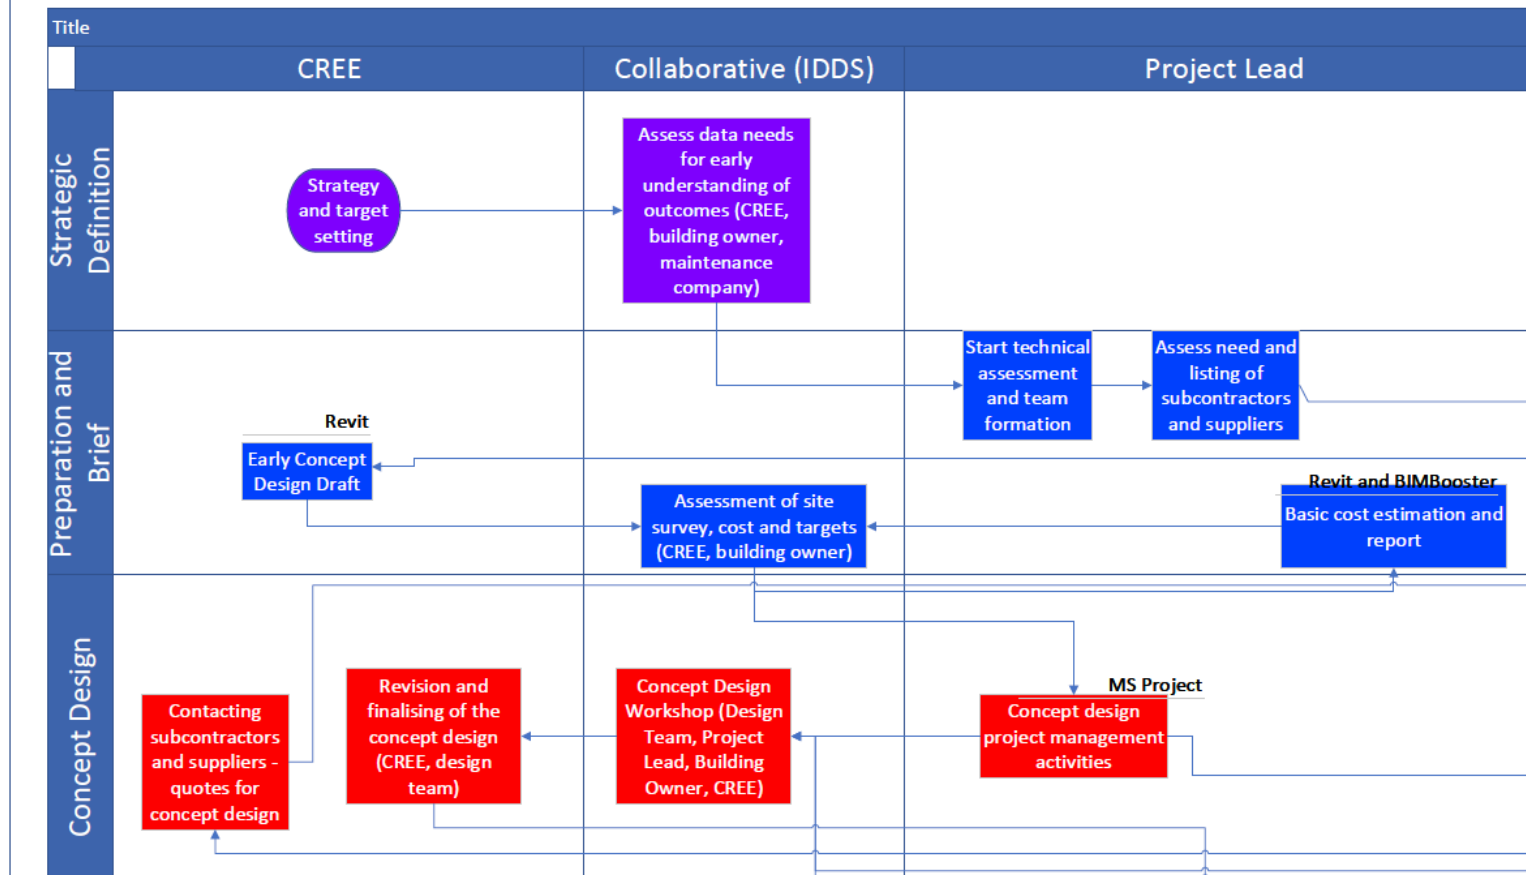 Title
CREE
Collaborative (IDDS)
Project Lead
Strategic
Definition
Strategy
and target
setting
Assess data needs
for early
understanding of
outcomes (CREE,
building owner,
maintenance
company)
Preparation and
Brief
Start technical
assessment
and team
formation
Assess need and
listing of
subcontractors
and suppliers
Revit
Early Concept
Design Draft
Assessment of site
survey, cost and targets
(CREE, building owner)
Revit and BIMBooster
Basic cost estimation and
report
Concept Design
Contacting
subcontractors
and suppliers -
quotes for
concept design
Revision and
finalising of the
concept design
(CREE, design
team)
Concept Design
Workshop (Design
Team, Project
Lead, Building
Owner, CREE)
MS Project
Concept design
project management
activities